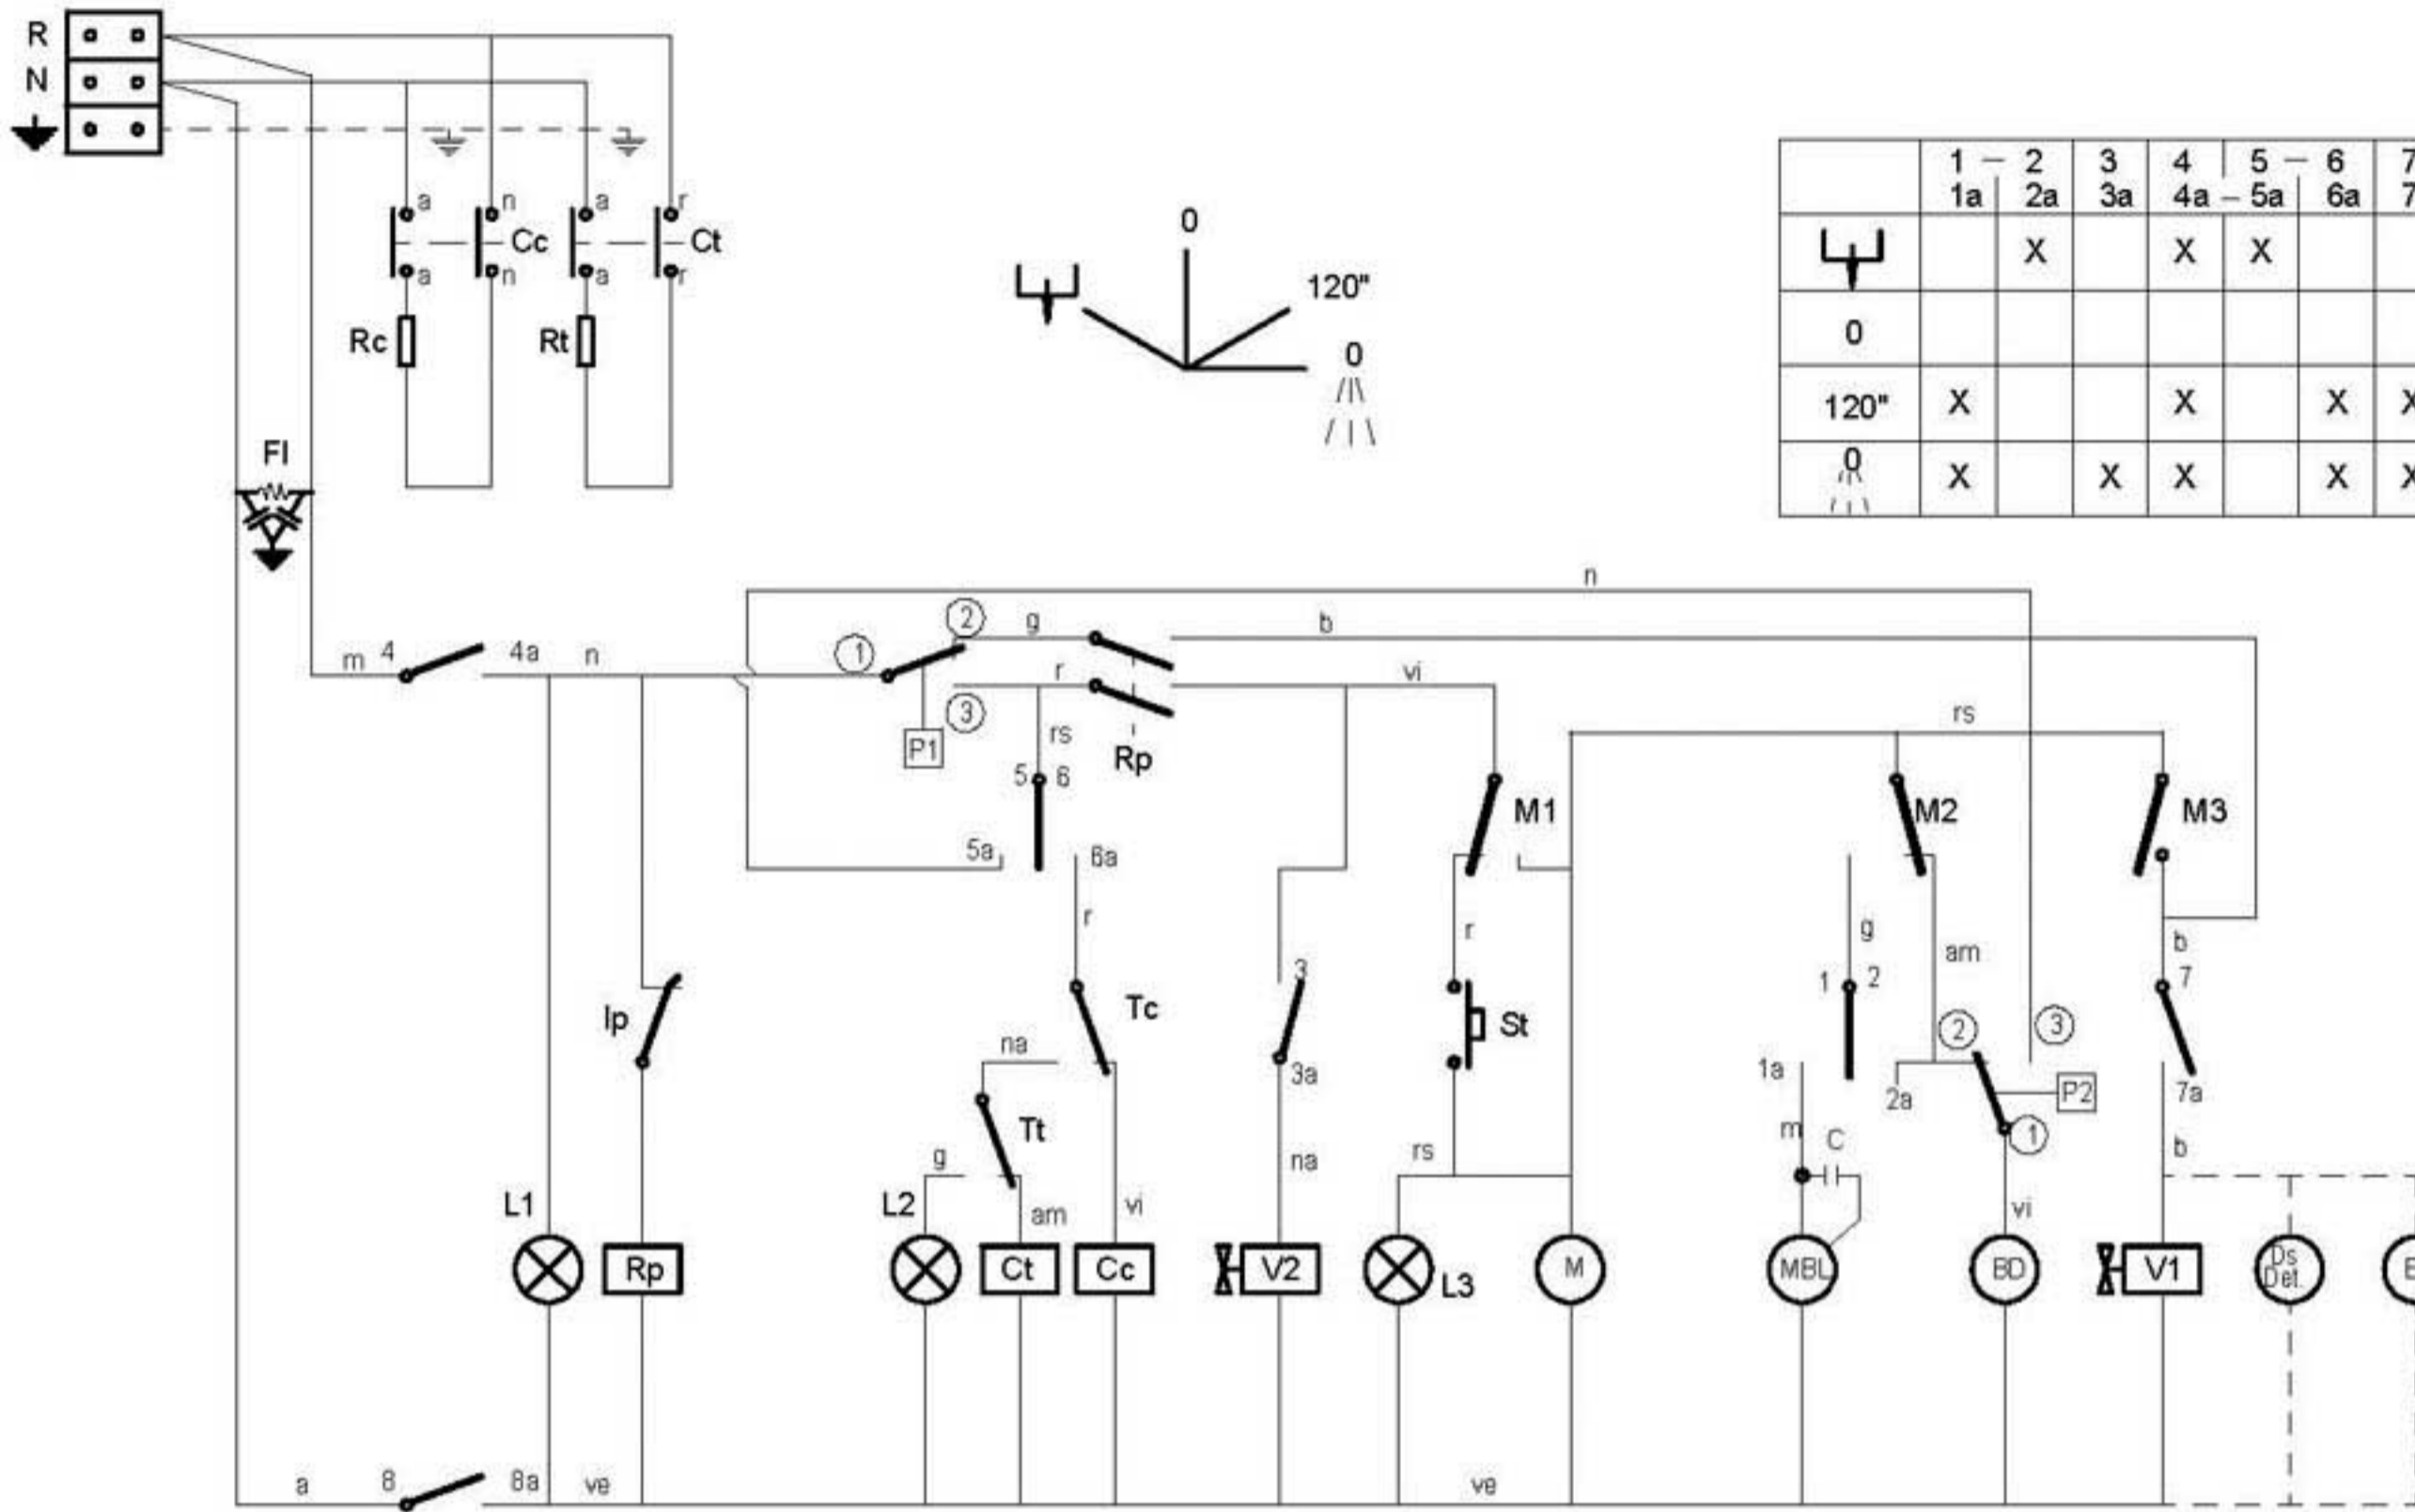 R
N
a n a r
Cc Ct
a n a r
Rc Rt
Fl
0
120"
0
1 – 2 3 4 5 – 6 7
1a 2a 3a 4a – 5a 6a 7
X X X
0
120" X X X X
0 X X X X X
n
m 4 4a n 1 2 g b
3 r vi
P1
rs Rp
rs
5 6
M1 M2 M3
5a 6a
r r g am b
Ip Tc 3 St 1 2 2 3 7
na 3a 1a 2a P2 7a
Tt m C 1 b
g na rs
L1 L2 am vi vi
Rp Ct Cc V2 L3 M MBL BD V1 Ds
Det.
a 8 8a ve ve